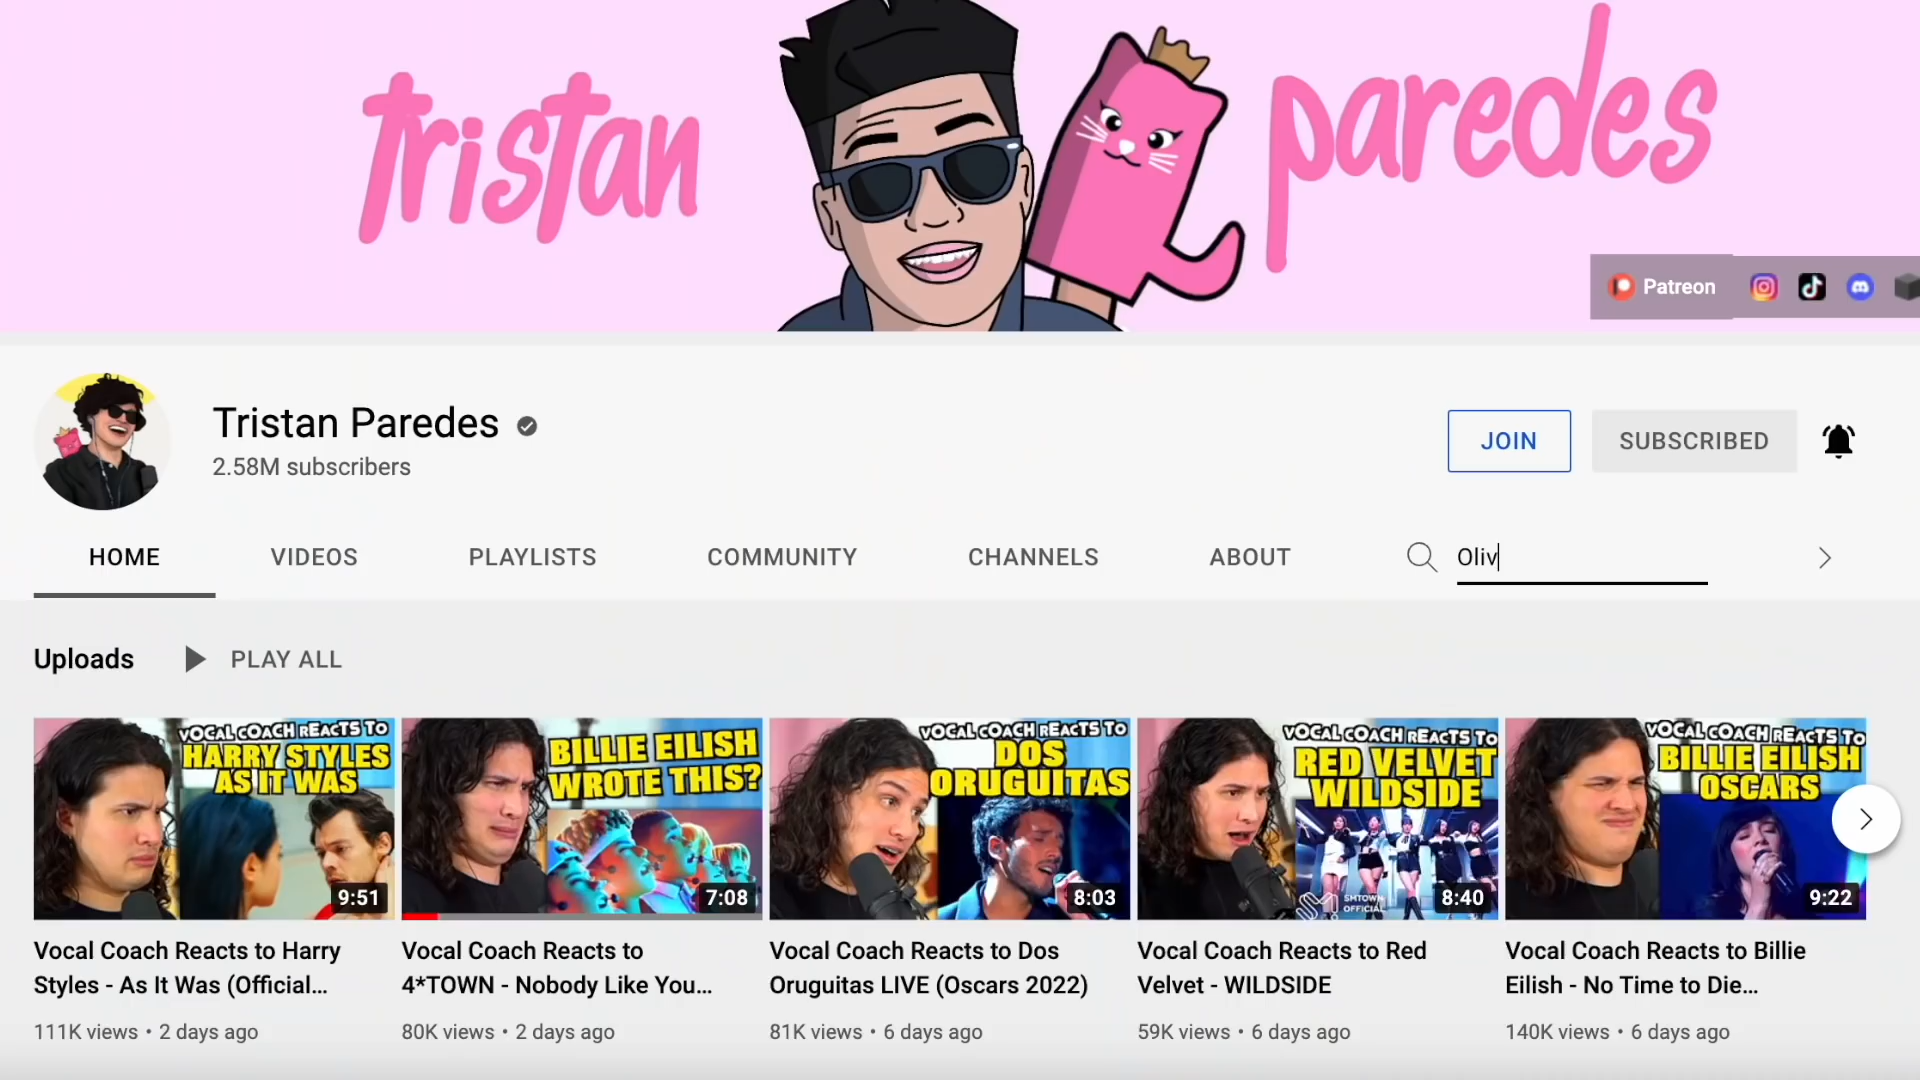 Tristan paredes
Patreon
Tristan Paredes
2.58M subscribers
JOIN
SUBSCRIBED
HOME
VIDEOS
PLAYLISTS
COMMUNITY
CHANNELS
ABOUT
Oliv
Uploads
PLAY ALL
VOCAL COACH REACTS TO
HARRY STYLES
AS IT WAS
9:51
BILLIE EILISH
WROTE THIS?
7:08
VOCAL COACH REACTS TO
DOS
ORUGUITAS
8:03
VOCAL COACH REACTS TO
RED VELVET
WILDSIDE
SMTOWN
OFFICIAL
8:40
VOCAL COACH REACTS TO
BILLIE EILISH
OSCARS
9:22
Vocal Coach Reacts to Harry
Styles - As It Was (Official...
111K views • 2 days ago
Vocal Coach Reacts to
4*TOWN - Nobody Like You...
80K views • 2 days ago
Vocal Coach Reacts to Dos
Oruguitas LIVE (Oscars 2022)
81K views • 6 days ago
Vocal Coach Reacts to Red
Velvet - WILDSIDE
59K views • 6 days ago
Vocal Coach Reacts to Billie
Eilish - No Time to Die...
140K views • 6 days ago